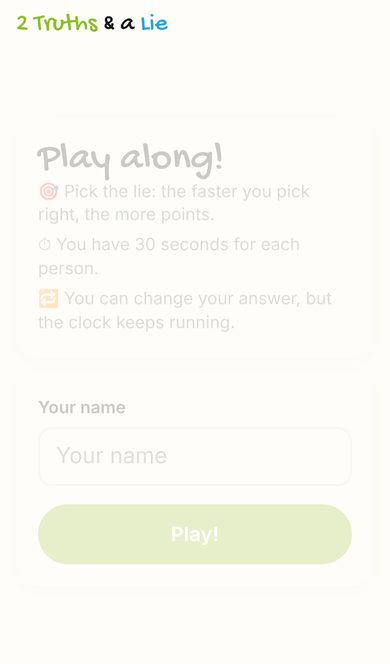 2 Truths & a Lie
Play along!
🎯 Pick the lie: the faster you pick
right, the more points.
⏱ You have 30 seconds for each
person.
🔁 You can change your answer, but
the clock keeps running.
Your name
Your name
Play!